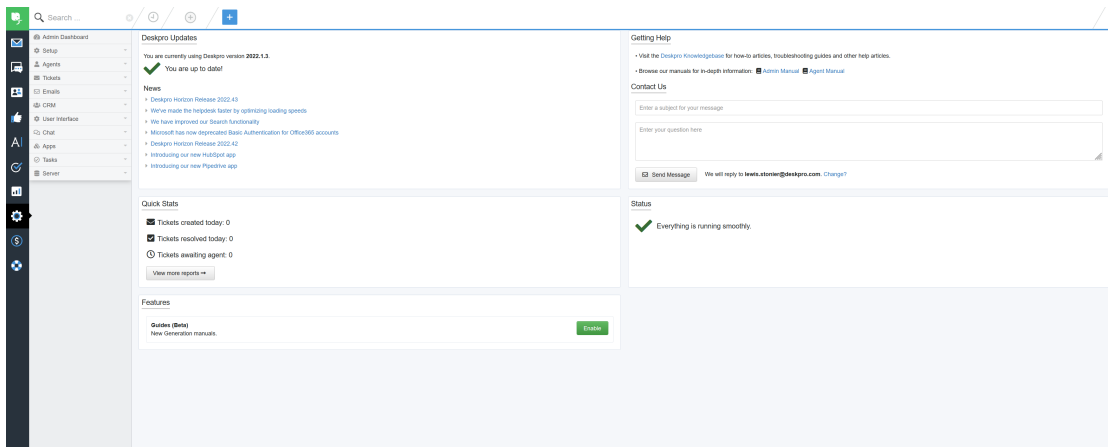 Search ...
Admin Dashboard
Setup
Agents
Tickets
Emails
CRM
User Interface
Chat
Apps
Tasks
Server
Deskpro Updates
You are currently using Deskpro version 2022.1.3.
You are up to date!
News
Deskpro Horizon Release 2022.43
We've made the helpdesk faster by optimizing loading speeds
We have improved our Search functionality
Microsoft has now deprecated Basic Authentication for Office365 accounts
Deskpro Horizon Release 2022.42
Introducing our new HubSpot app
Introducing our new Pipedrive app
Getting Help
• Visit the Deskpro Knowledgebase for how-to articles, troubleshooting guides and other help articles.
• Browse our manuals for in-depth information: Admin Manual Agent Manual
Contact Us
Enter a subject for your message
Enter your question here
Send Message We will reply to lewis.stonier@deskpro.com. Change?
Quick Stats
Tickets created today: 0
Tickets resolved today: 0
Tickets awaiting agent: 0
View more reports →
Status
Everything is running smoothly.
Features
Guides (Beta)
New Generation manuals.
Enable